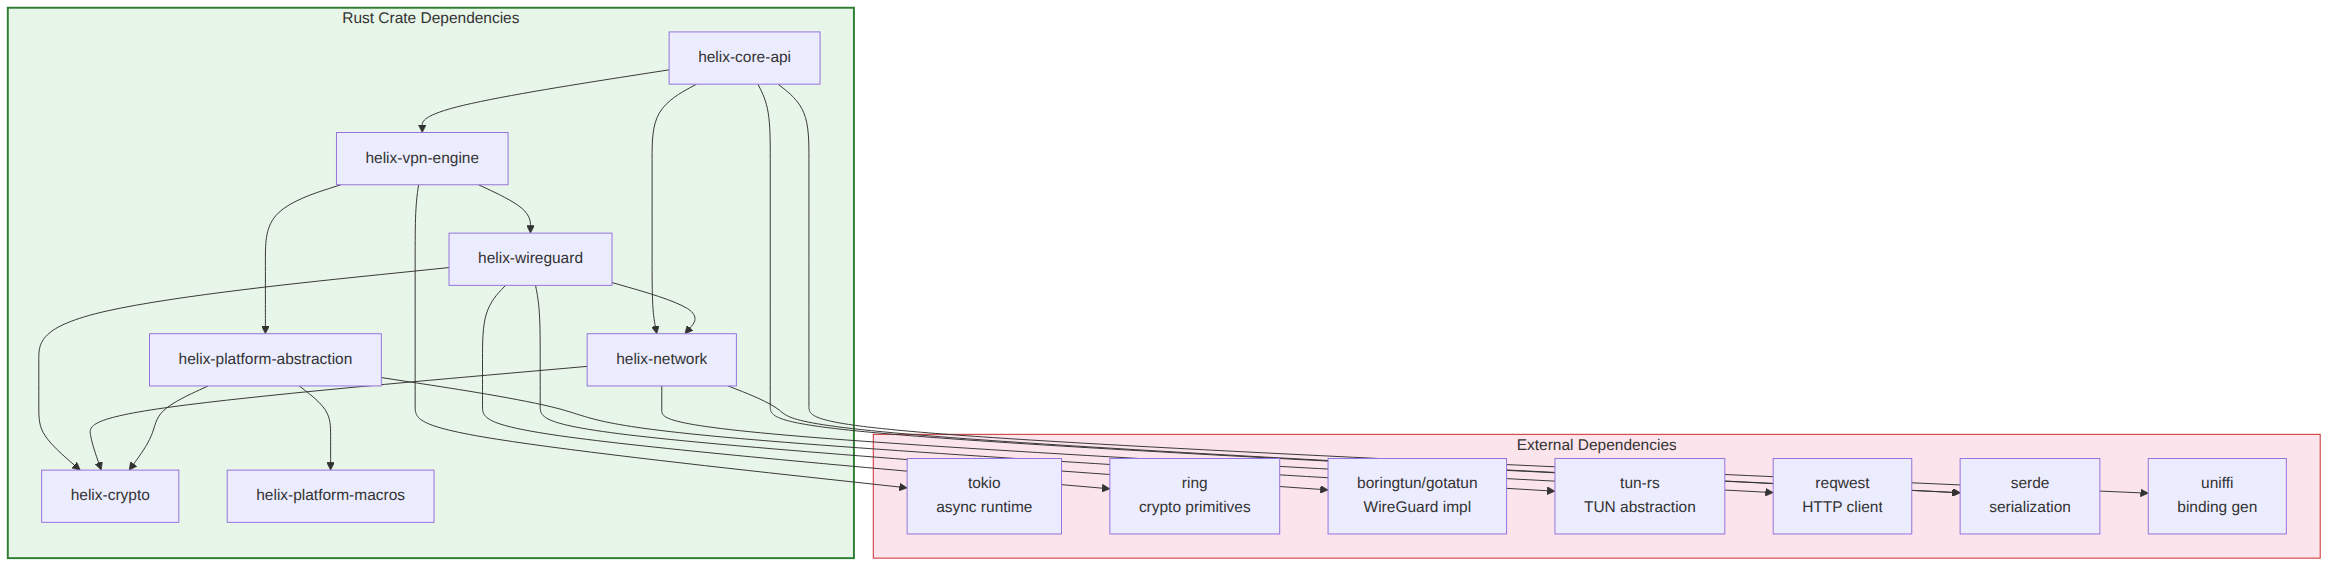 Rust Crate Dependencies
helix-core-api
helix-vpn-engine
helix-wireguard
helix-platform-abstraction
helix-network
helix-crypto
helix-platform-macros
External Dependencies
tokio
async runtime
ring
crypto primitives
boringtun/gotatun
WireGuard impl
tun-rs
TUN abstraction
reqwest
HTTP client
serde
serialization
uniffi
binding gen